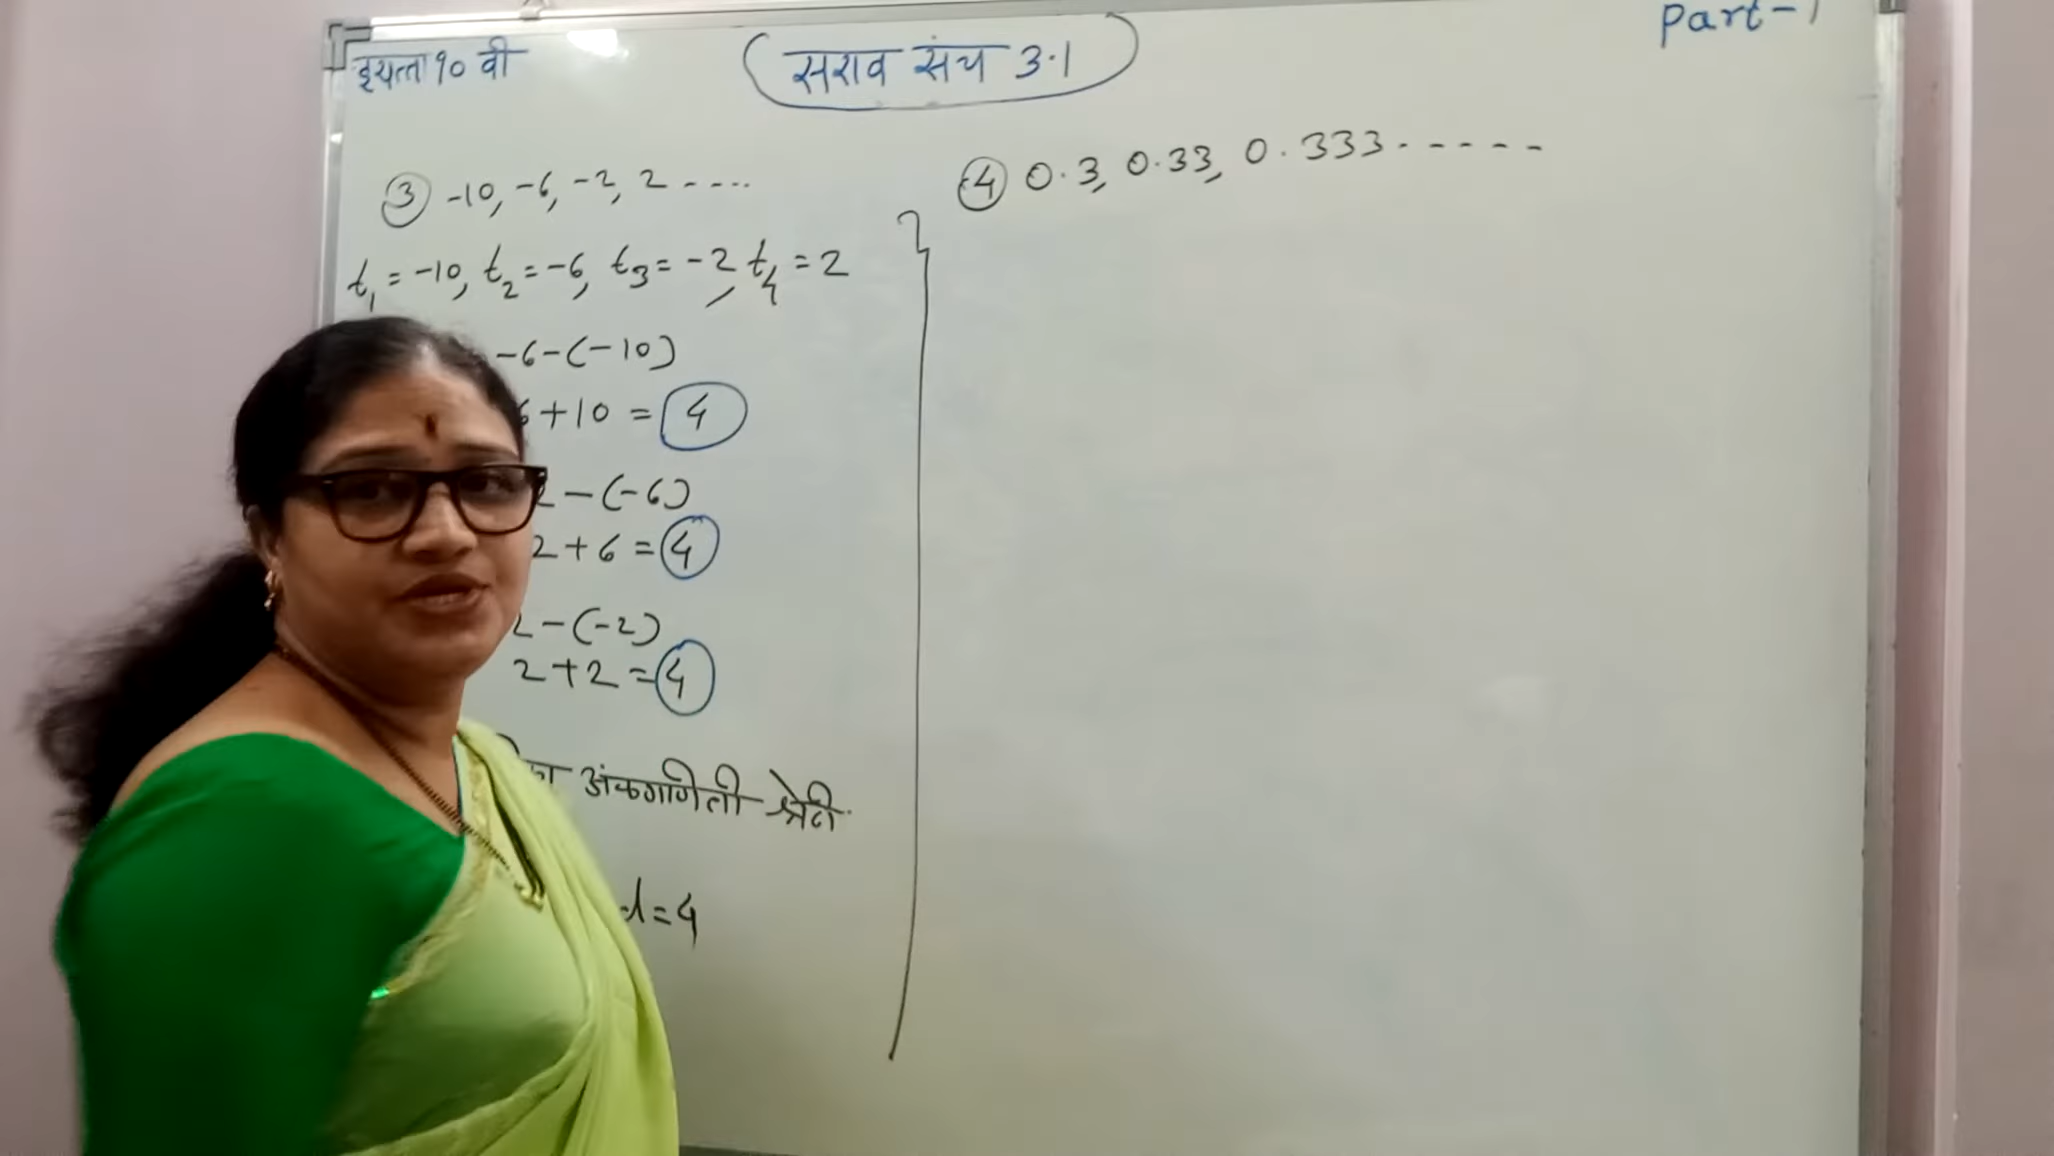 इयत्ता १० वी
सराव संच 3.1
Part-1
③ -10, -6, -2, 2 ----
t₁ = -10, t₂ = -6, t₃ = -2, t₄ = 2
-6-(-10)
6+10 = 4
2-(-6)
2+6 = 4
2-(-2)
2+2 = 4
का अंकगणिती श्रेढी.
d=4
④ 0.3, 0.33, 0.333-----